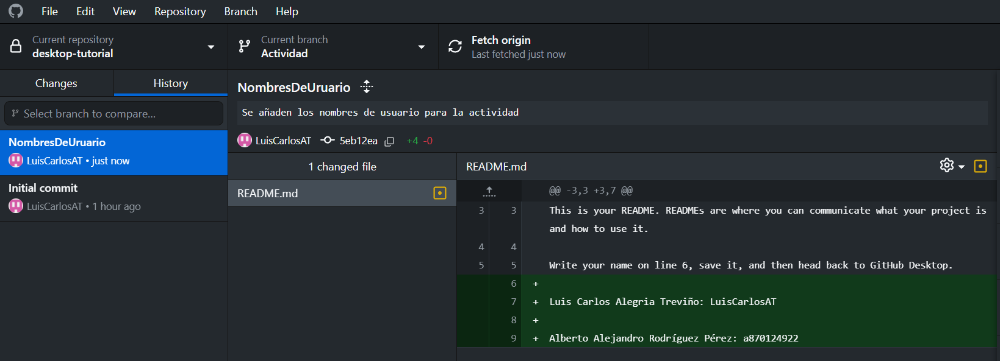 File Edit View Repository Branch Help
Current repository
desktop-tutorial
Current branch
Actividad
Fetch origin
Last fetched just now
Changes History
Select branch to compare...
NombresDeUruario
LuisCarlosAT • just now
Initial commit
LuisCarlosAT • 1 hour ago
NombresDeUruario
Se añaden los nombres de usuario para la actividad
LuisCarlosAT 5eb12ea +4 -0
1 changed file
README.md
README.md
@@ -3,3 +3,7 @@
3 3 This is your README. READMEs are where you can communicate what your project is
and how to use it.
4 4
5 5 Write your name on line 6, save it, and then head back to GitHub Desktop.
6 +
7 + Luis Carlos Alegria Treviño: LuisCarlosAT
8 +
9 + Alberto Alejandro Rodríguez Pérez: a870124922